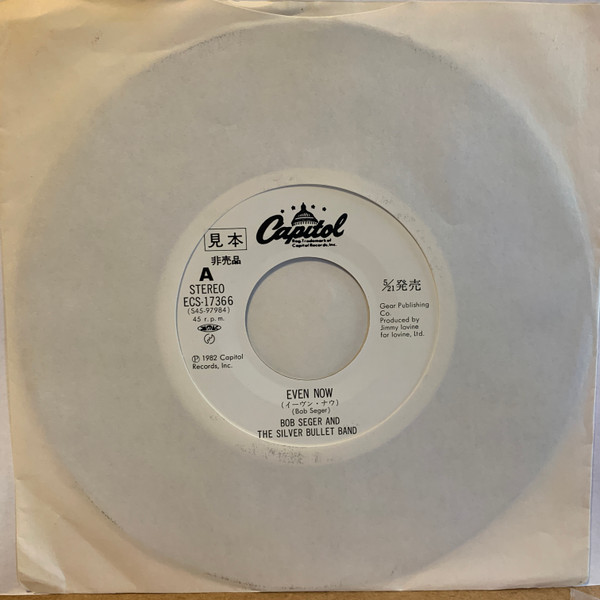 Capitol
Reg. Trademark of
Capitol Records, Inc.
見本
非売品
A
STEREO
ECS-17366
(S45-97984)
45 r.p.m.
℗ 1982 Capitol
Records, Inc.
5/21発売
Gear Publishing
Co.
Produced by
Jimmy Iovine
for Iovine, Ltd.
EVEN NOW
(イーヴン・ナウ)
(Bob Seger)
BOB SEGER AND
THE SILVER BULLET BAND